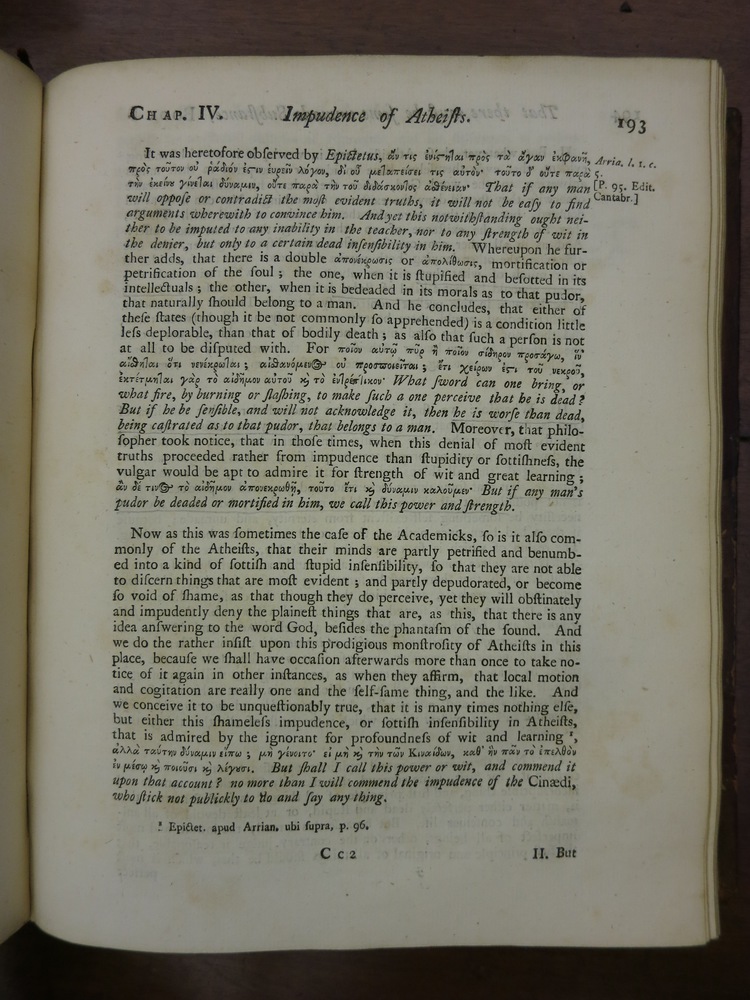 CHAP. IV. Impudence of Atheiſts. 193
It was heretofore obſerved by Epictetus, ἄν τις ἐνίςηται πρὸς τὰ ἄγαν ἐκφανῆ, Arria. l. 1. c.
πρὸς τοῦτον οὐ ῥᾴδιόν ἐςιν εὑρεῖν λόγον, δι᾽ οὗ μεταπείσει τις αὐτόν· τοῦτο δ᾽ οὔτε παρὰ 5.
τὴν ἐκείνου γίνεται δύναμιν, οὔτε παρὰ τὴν τοῦ διδάσκοντος ἀσθένειαν· That if any man [P. 95. Edit.
will oppoſe or contradict the moſt evident truths, it will not be eaſy to find Cantabr.]
arguments wherewith to convince him. And yet this notwithſtanding ought nei-
ther to be imputed to any inability in the teacher, nor to any ſtrength of wit in
the denier, but only to a certain dead inſenſibility in him. Whereupon he fur-
ther adds, that there is a double ἀπονέκρωσις or ἀπολίθωσις, mortification or
petrification of the ſoul; the one, when it is ſtupified and beſotted in its
intellectuals; the other, when it is bedeaded in its morals as to that pudor,
that naturally ſhould belong to a man. And he concludes, that either of
theſe ſtates (though it be not commonly ſo apprehended) is a condition little
leſs deplorable, than that of bodily death; as alſo that ſuch a perſon is not
at all to be diſputed with. For ποῖον αὐτῷ πῦρ ἢ ποῖον σίδηρον προσάγω, ἵν᾽
αἴσθηται ὅτι νενέκρωται; αἰσθανόμενος οὐ προσποιεῖται; ἔτι χείρων ἐςὶ τοῦ νεκροῦ,
ἐκτέτμηται γὰρ τὸ αἰδῆμον αὐτοῦ ϗ τὸ ἐντρεπτικόν· What ſword can one bring, or
what fire, by burning or ſlaſhing, to make ſuch a one perceive that he is dead?
But if he be ſenſible, and will not acknowledge it, then he is worſe than dead,
being caſtrated as to that pudor, that belongs to a man. Moreover, that philo-
ſopher took notice, that in thoſe times, when this denial of moſt evident
truths proceeded rather from impudence than ſtupidity or ſottiſhneſs, the
vulgar would be apt to admire it for ſtrength of wit and great learning;
ἂν δέ τινος τὸ αἰδῆμον ἀπονεκρωθῇ, τοῦτο ἔτι ϗ δύναμιν καλοῦμεν· But if any man's
pudor be deaded or mortified in him, we call this power and ſtrength.
Now as this was ſometimes the caſe of the Academicks, ſo is it alſo com-
monly of the Atheiſts, that their minds are partly petrified and benumb-
ed into a kind of ſottiſh and ſtupid inſenſibility, ſo that they are not able
to diſcern things that are moſt evident; and partly depudorated, or become
ſo void of ſhame, as that though they do perceive, yet they will obſtinately
and impudently deny the plaineſt things that are, as this, that there is any
idea anſwering to the word God, beſides the phantaſm of the ſound. And
we do the rather inſiſt upon this prodigious monſtroſity of Atheiſts in this
place, becauſe we ſhall have occaſion afterwards more than once to take no-
tice of it again in other inſtances, as when they affirm, that local motion
and cogitation are really one and the ſelf-ſame thing, and the like. And
we conceive it to be unqueſtionably true, that it is many times nothing elſe,
but either this ſhameleſs impudence, or ſottiſh inſenſibility in Atheiſts,
that is admired by the ignorant for profoundneſs of wit and learning ¹,
ἀλλὰ ταύτην δύναμιν εἴπω; μὴ γένοιτο· εἰ μὴ ϗ τὴν τῶν Κιναίδων, καθ᾽ ἣν πᾶν τὸ ἐπελθὸν
ἐν μέσῳ ϗ ποιοῦσι ϗ λέγουσι. But ſhall I call this power or wit, and commend it
upon that account? no more than I will commend the impudence of the Cinædi,
who ſtick not publickly to do and ſay any thing.
¹ Epictet. apud Arrian. ubi ſupra, p. 96.
C c 2 II. But